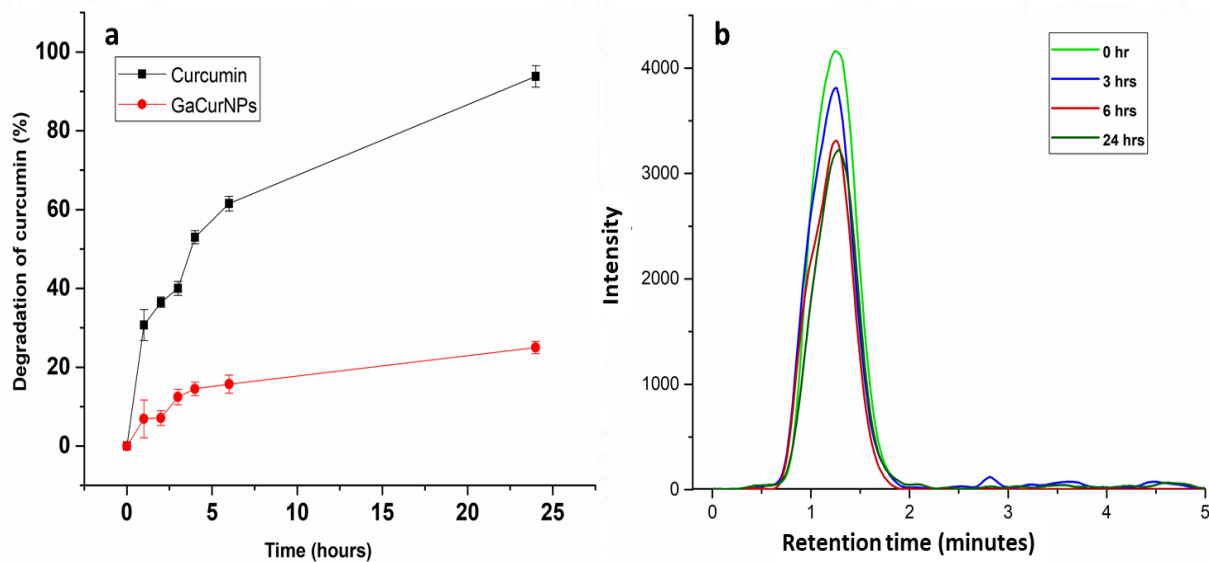 a
Curcumin
GaCurNPs
Degradation of curcumin (%)
100
80
60
40
20
0
0
5
10
15
20
25
Time (hours)
b
0 hr
3 hrs
6 hrs
24 hrs
Intensity
4000
3000
2000
1000
0
0
1
2
3
4
5
Retention time (minutes)